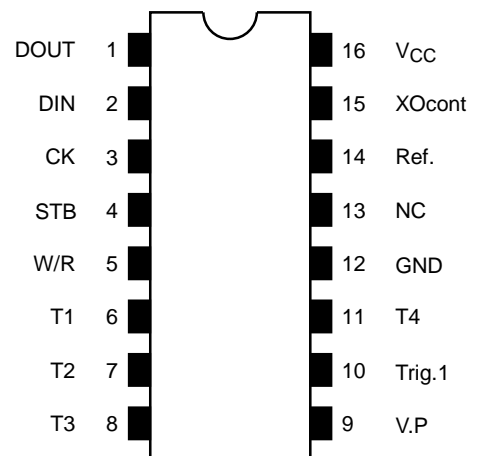 DOUT 1 16 VCC
DIN 2 15 XOcont
CK 3 14 Ref.
STB 4 13 NC
W/R 5 12 GND
T1 6 11 T4
T2 7 10 Trig.1
T3 8 9 V.P